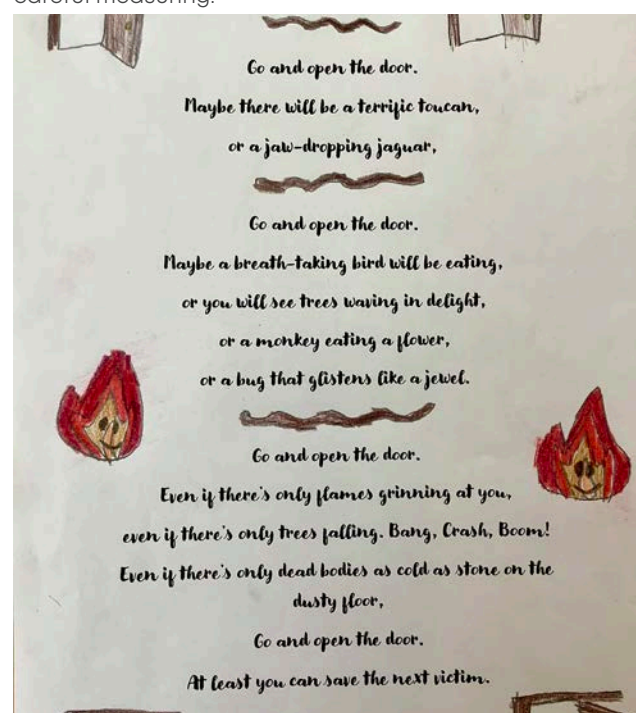 careful measuring.
Go and open the door.
Maybe there will be a terrific toucan,
or a jaw-dropping jaguar,
Go and open the door.
Maybe a breath-taking bird will be eating,
or you will see trees waving in delight,
or a monkey eating a flower,
or a bug that glistens like a jewel.
Go and open the door.
Even if there's only flames grinning at you,
even if there's only trees falling. Bang, Crash, Boom!
Even if there's only dead bodies as cold as stone on the
dusty floor,
Go and open the door.
At least you can save the next victim.